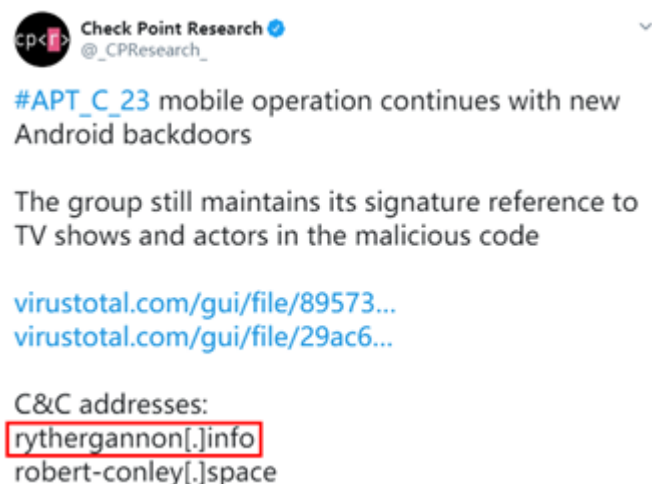 cp<r>
Check Point Research
@_CPResearch_
#APT_C_23 mobile operation continues with new
Android backdoors
The group still maintains its signature reference to
TV shows and actors in the malicious code
virustotal.com/gui/file/89573...
virustotal.com/gui/file/29ac6...
C&C addresses:
rythergannon[.]info
robert-conley[.]space